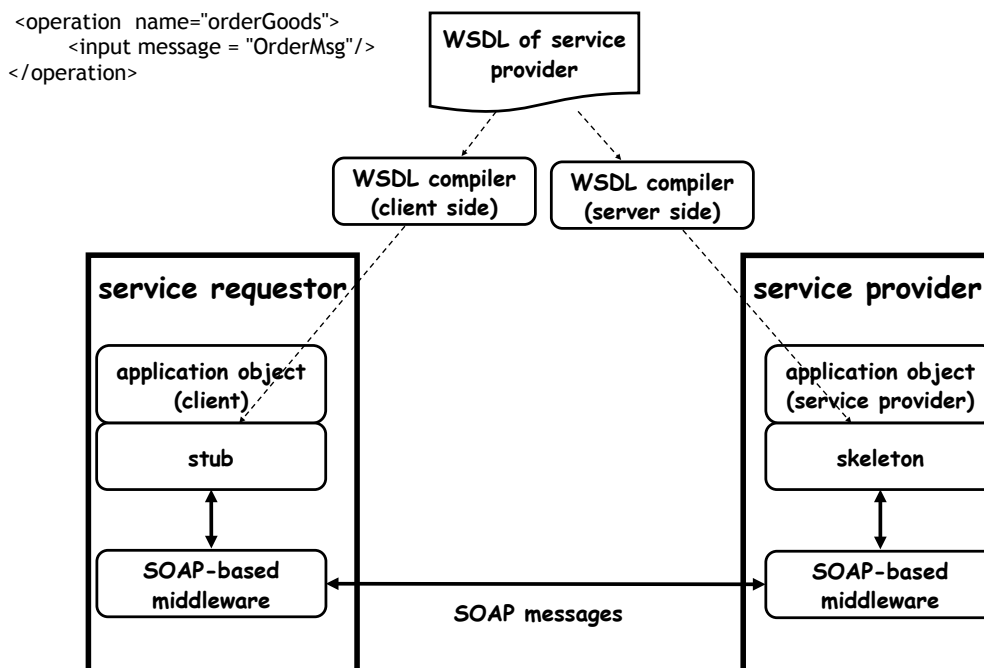 <operation name="orderGoods">
<input message = "OrderMsg"/>
</operation>
WSDL of service
provider
WSDL compiler
(client side)
WSDL compiler
(server side)
service requestor
application object
(client)
stub
SOAP-based
middleware
SOAP messages
service provider
application object
(service provider)
skeleton
SOAP-based
middleware